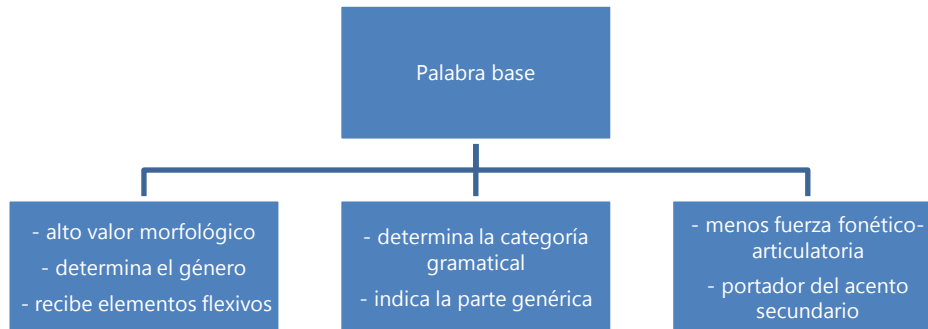 Palabra base
- alto valor morfológico
- determina el género
- recibe elementos flexivos
- determina la categoría
gramatical
- indica la parte genérica
- menos fuerza fonético-
articulatoria
- portador del acento
secundario